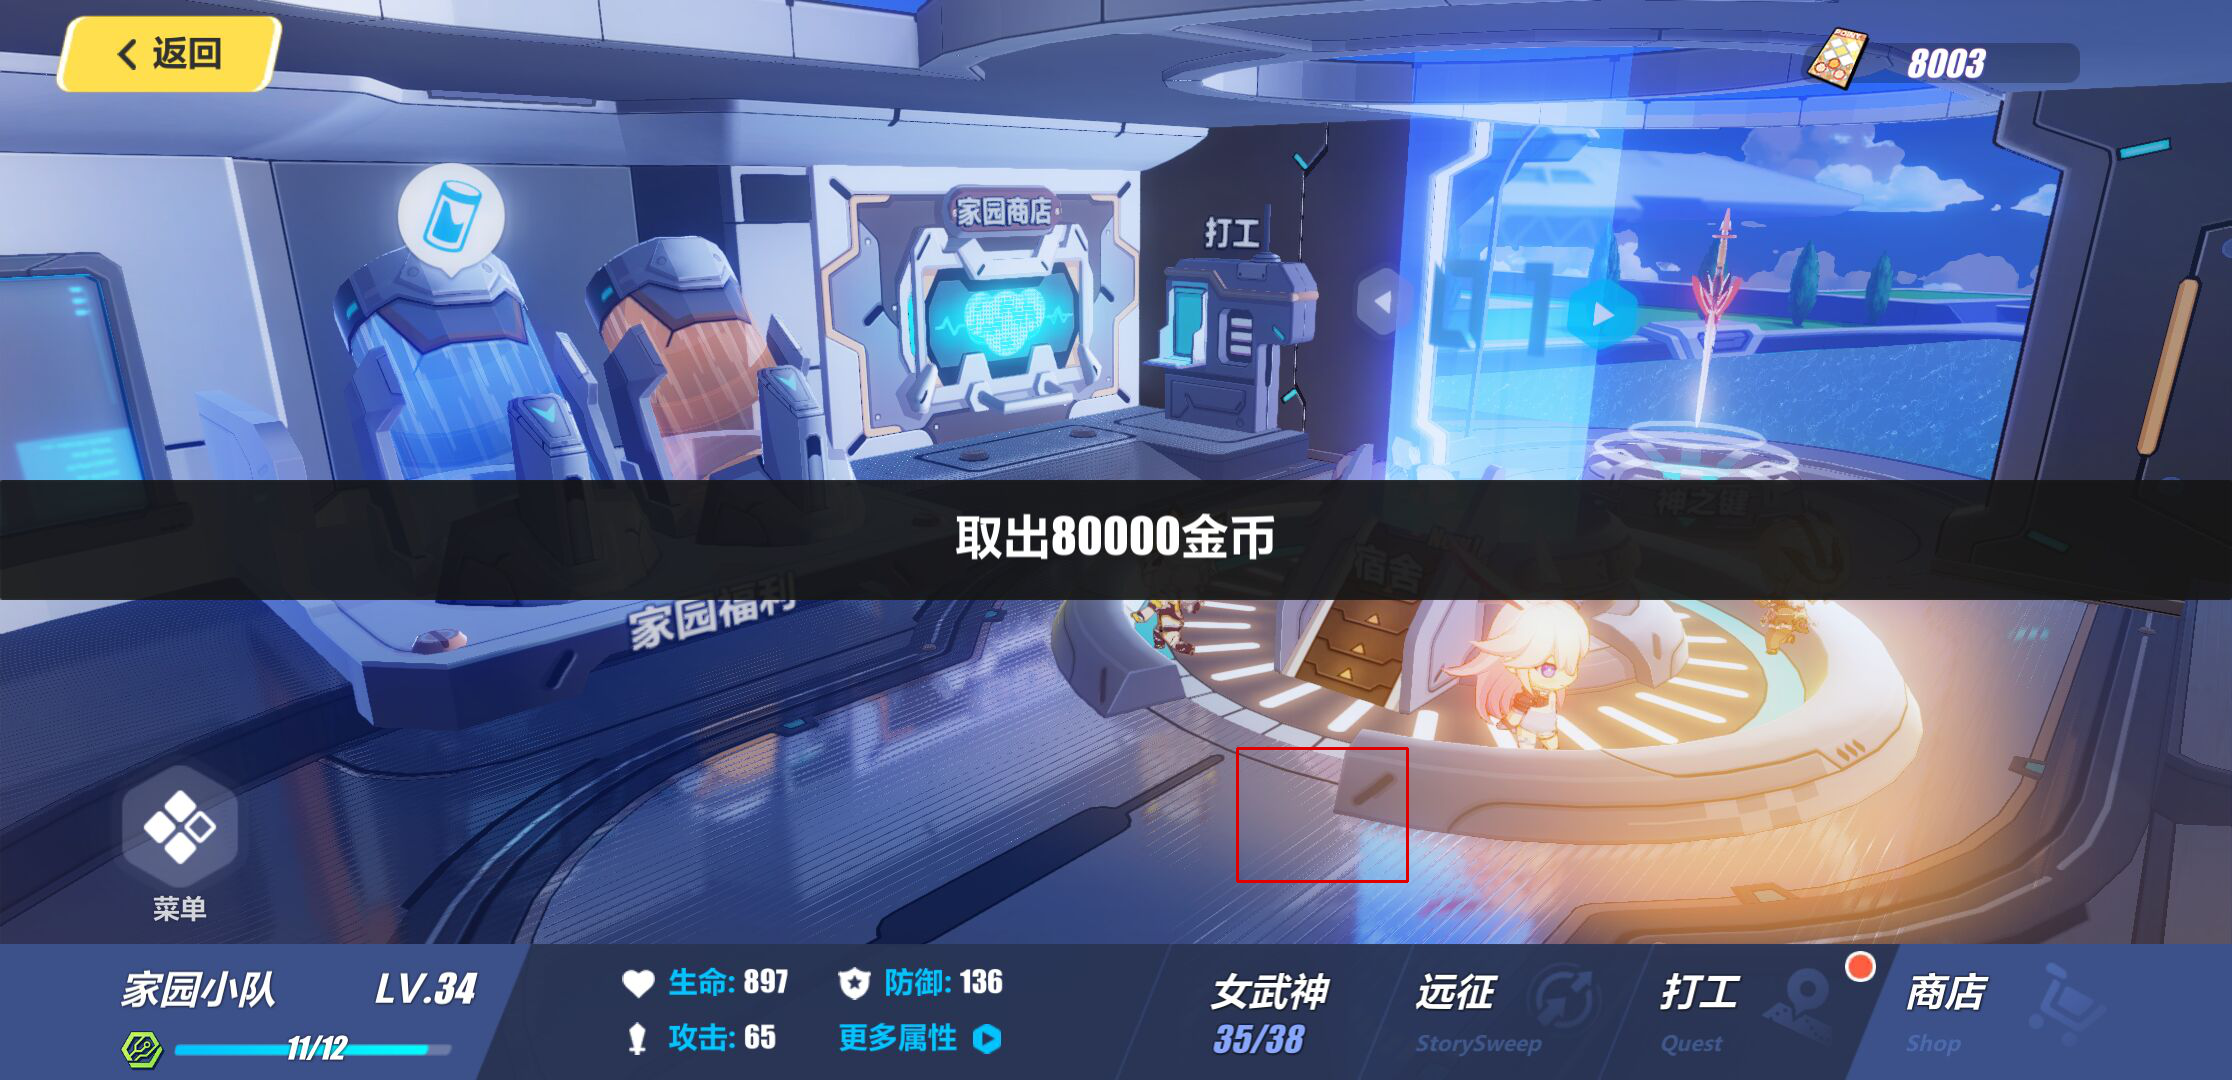 返回
8003
家园商店
打工
神之键
取出80000金币
宿舍
家园福利
菜单
家园小队 LV.34
11/12
生命: 897 防御: 136
攻击: 65 更多属性
女武神
35/38
远征
StorySweep
打工
Quest
商店
Shop